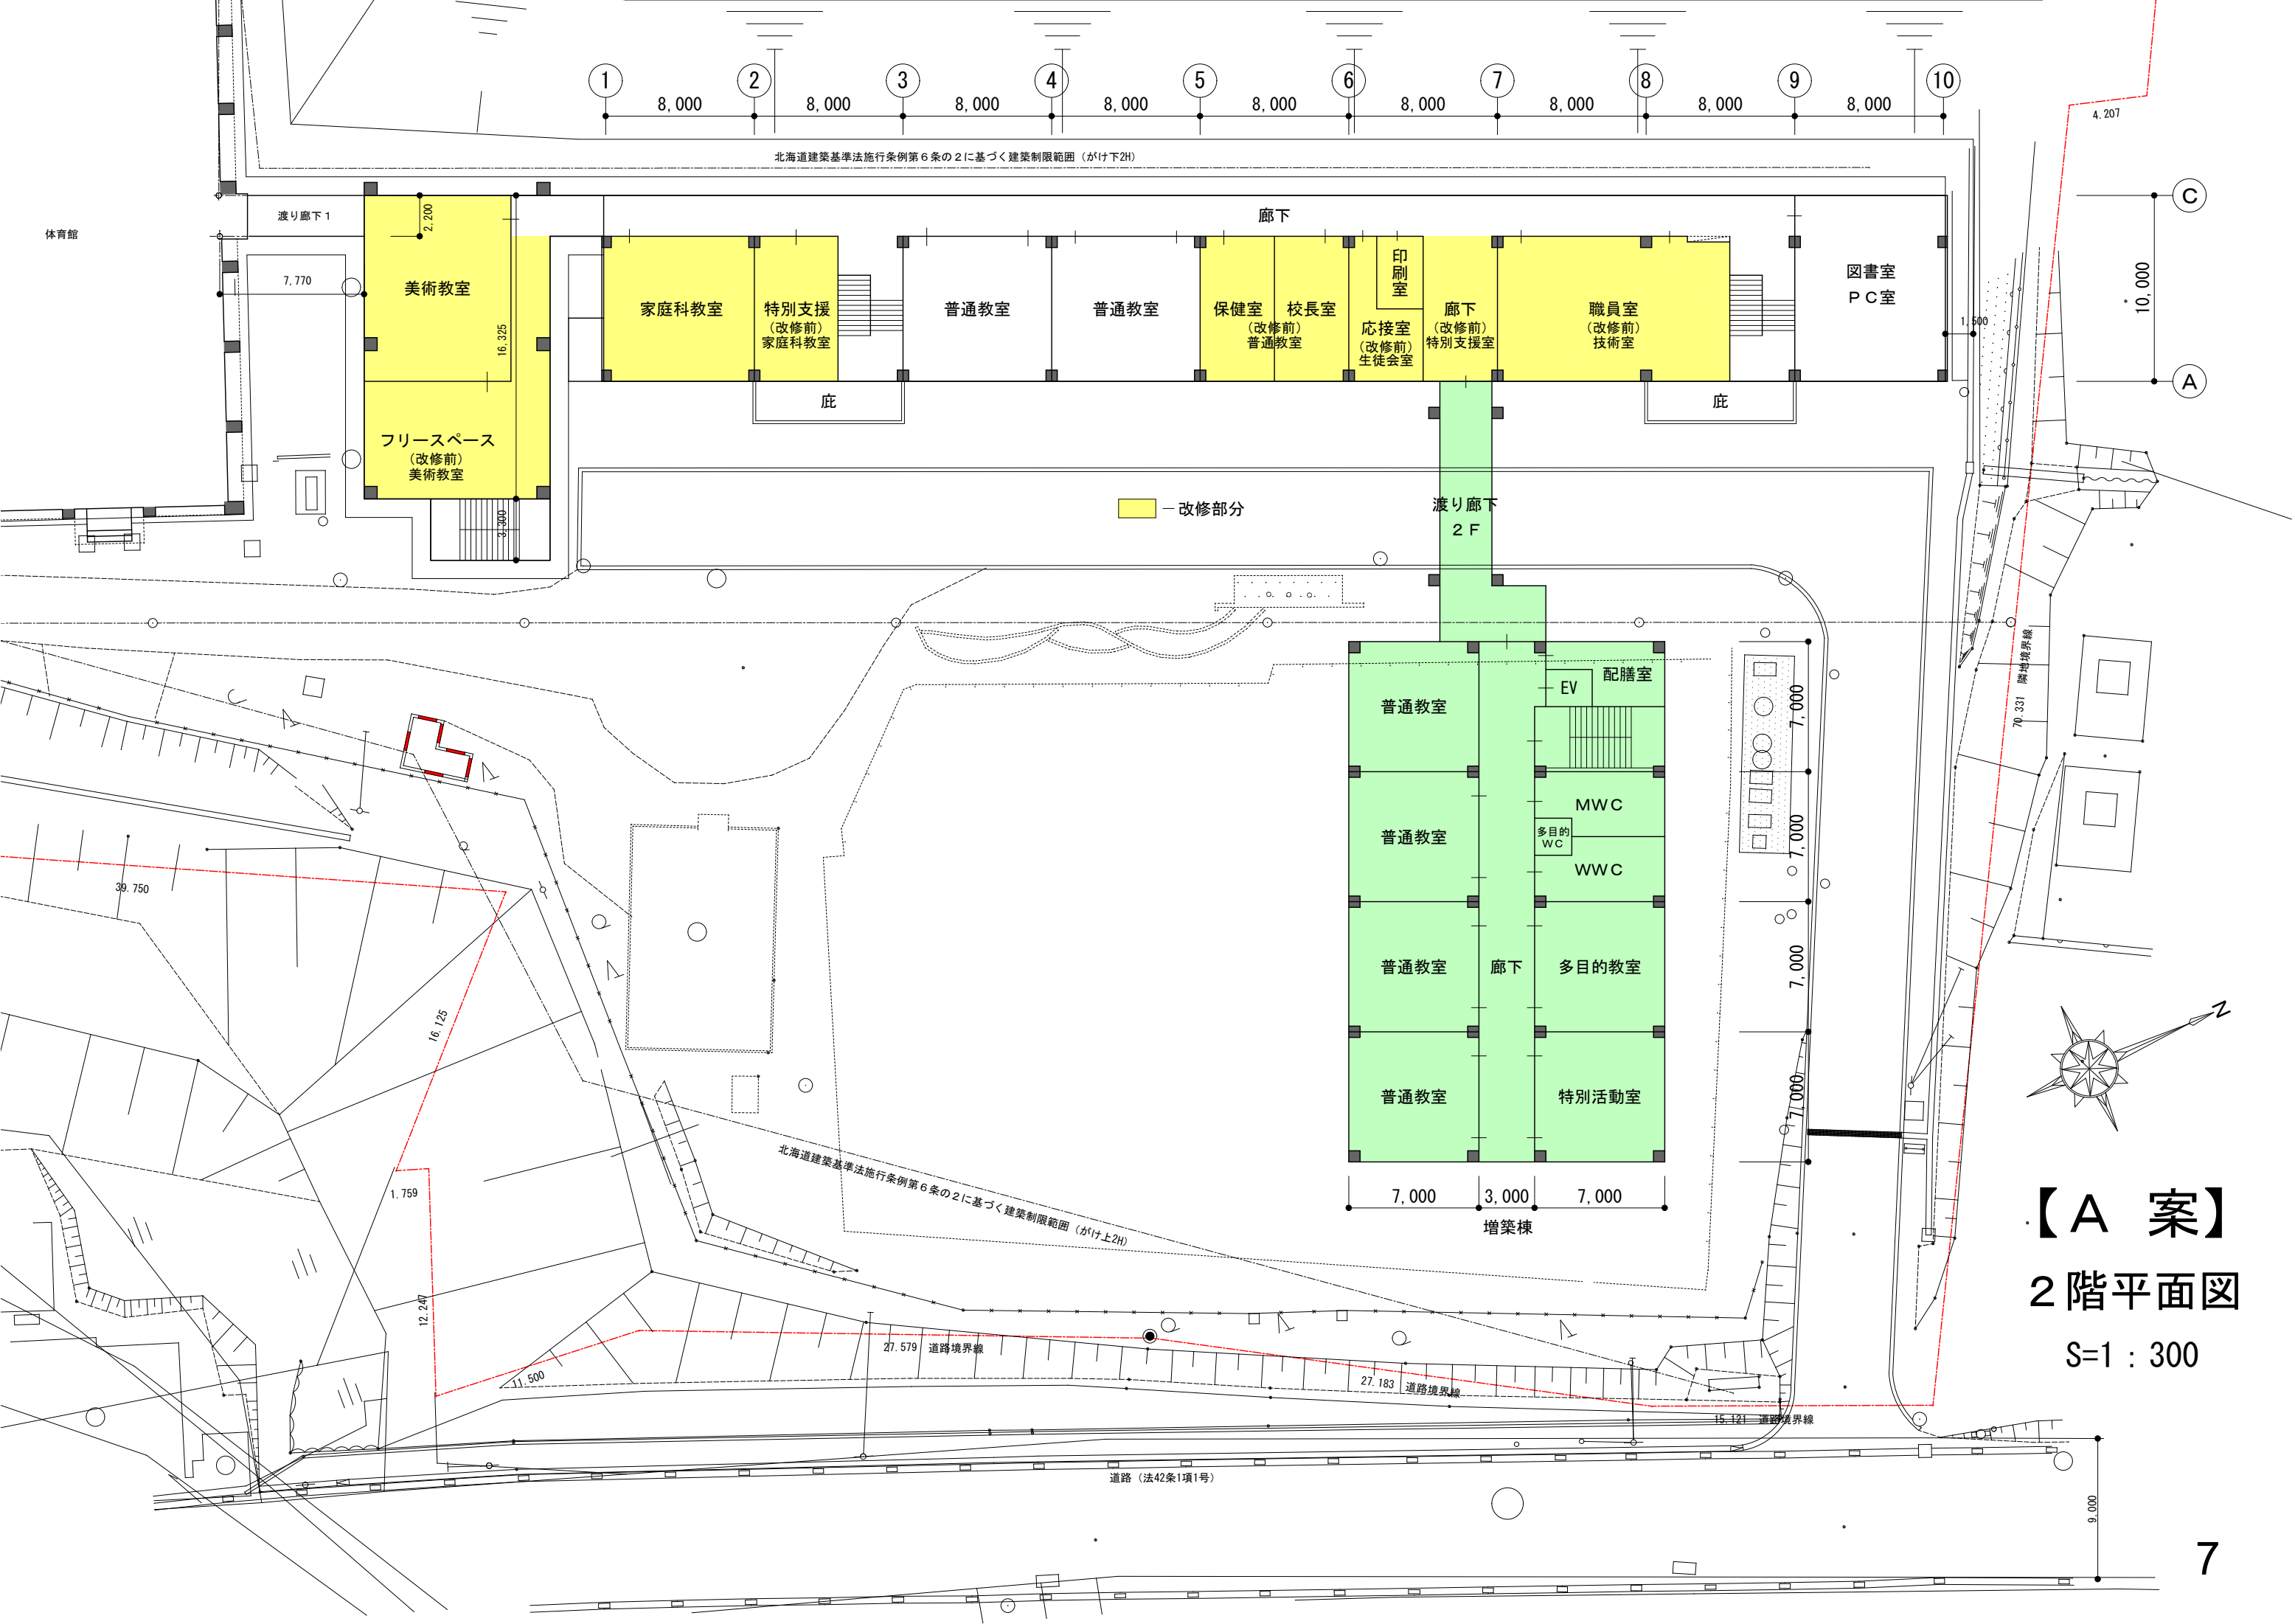 1 2 3 4 5 6 7 8 9 10
8,000 8,000 8,000 8,000 8,000 8,000 8,000 8,000 8,000
4.207
北海道建築基準法施行条例第6条の2に基づく建築制限範囲（がけ下2H）
C
渡り廊下1
2,200
廊下
体育館
7,770
美術教室
16,325
家庭科教室
特別支援
（改修前）
家庭科教室
普通教室
普通教室
保健室
校長室
（改修前）
普通教室
印刷室
応接室
（改修前）
生徒会室
廊下
（改修前）
特別支援室
職員室
（改修前）
技術室
図書室
ＰＣ室
1,500
10,000
A
庇
庇
フリースペース
（改修前）
美術教室
3,300
－改修部分
渡り廊下
２Ｆ
普通教室
EV
配膳室
7,000
70.331 隣地境界線
普通教室
ＭＷＣ
多目的
ＷＣ
ＷＷＣ
7,000
39.750
普通教室
廊下
多目的教室
7,000
16.125
普通教室
特別活動室
7,000
N
北海道建築基準法施行条例第6条の2に基づく建築制限範囲（がけ上2H）
1.759
7,000 3,000 7,000
増築棟
【Ａ 案】
２階平面図
S=1：300
12.247
27.579 道路境界線
11.500
27.183 道路境界線
15.121 道路境界線
道路（法42条1項1号）
9,000
7